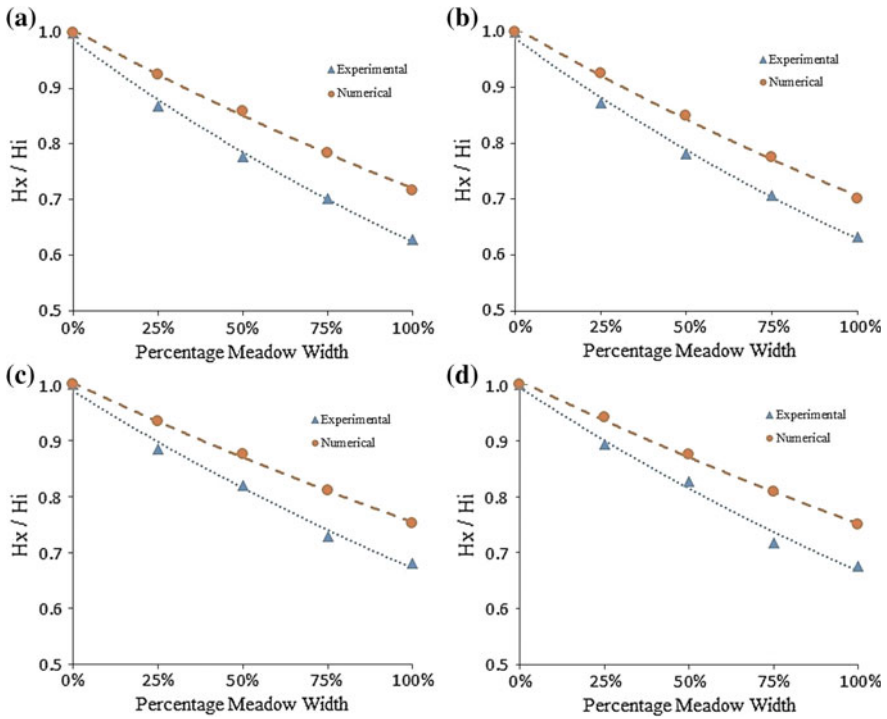 (a)
1.0
0.9
0.8
0.7
0.6
0.5
Hx / Hi
Experimental
Numerical
0% 25% 50% 75% 100%
Percentage Meadow Width
(b)
1.0
0.9
0.8
0.7
0.6
0.5
Hx / Hi
Experimental
Numerical
0% 25% 50% 75% 100%
Percentage Meadow Width
(c)
1.0
0.9
0.8
0.7
0.6
0.5
Hx / Hi
Experimental
Numerical
0% 25% 50% 75% 100%
Percentage Meadow Width
(d)
1.0
0.9
0.8
0.7
0.6
0.5
Hx / Hi
Experimental
Numerical
0% 25% 50% 75% 100%
Percentage Meadow Width